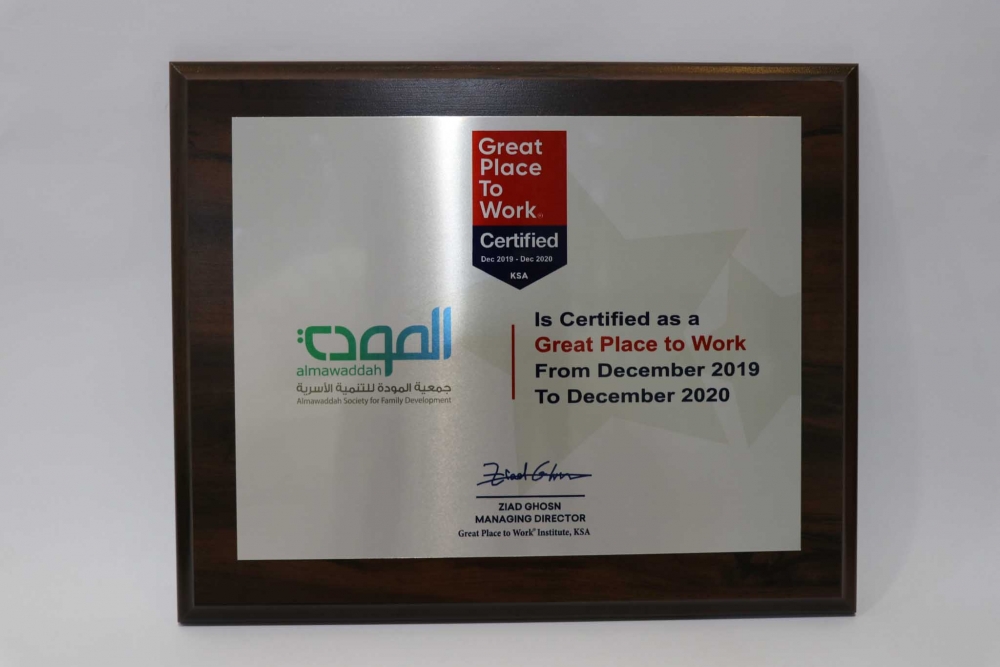 Great
Place
To
Work®
Certified
Dec 2019 - Dec 2020
KSA
المودة
almawaddah
جمعية المودة للتنمية الأسرية
Almawaddah Society for Family Development
Is Certified as a
Great Place to Work
From December 2019
To December 2020
Ziad Ghosn
ZIAD GHOSN
MANAGING DIRECTOR
Great Place to Work® Institute, KSA